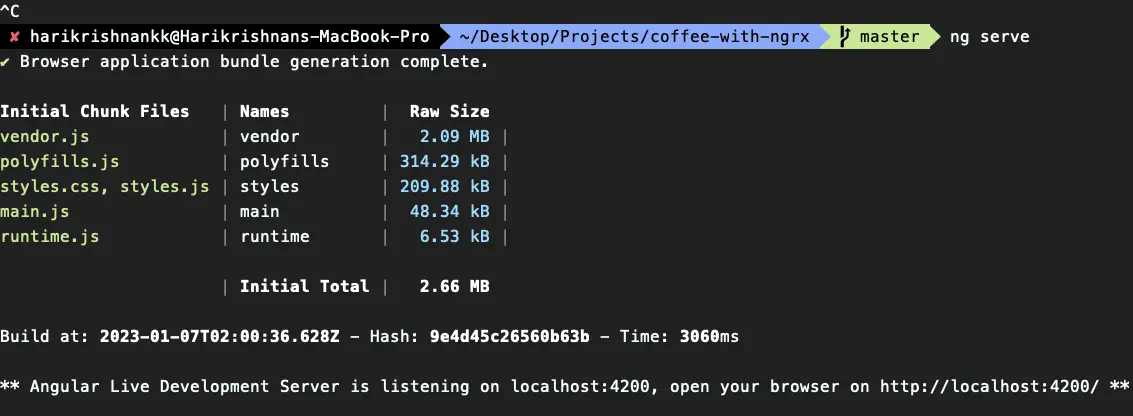 ^C
✘ harikrishnankk@Harikrishnans-MacBook-Pro ~/Desktop/Projects/coffee-with-ngrx master ng serve
✔ Browser application bundle generation complete.
Initial Chunk Files | Names | Raw Size
vendor.js | vendor | 2.09 MB |
polyfills.js | polyfills | 314.29 kB |
styles.css, styles.js | styles | 209.88 kB |
main.js | main | 48.34 kB |
runtime.js | runtime | 6.53 kB |
| Initial Total | 2.66 MB
Build at: 2023-01-07T02:00:36.628Z - Hash: 9e4d45c26560b63b - Time: 3060ms
** Angular Live Development Server is listening on localhost:4200, open your browser on http://localhost:4200/ **